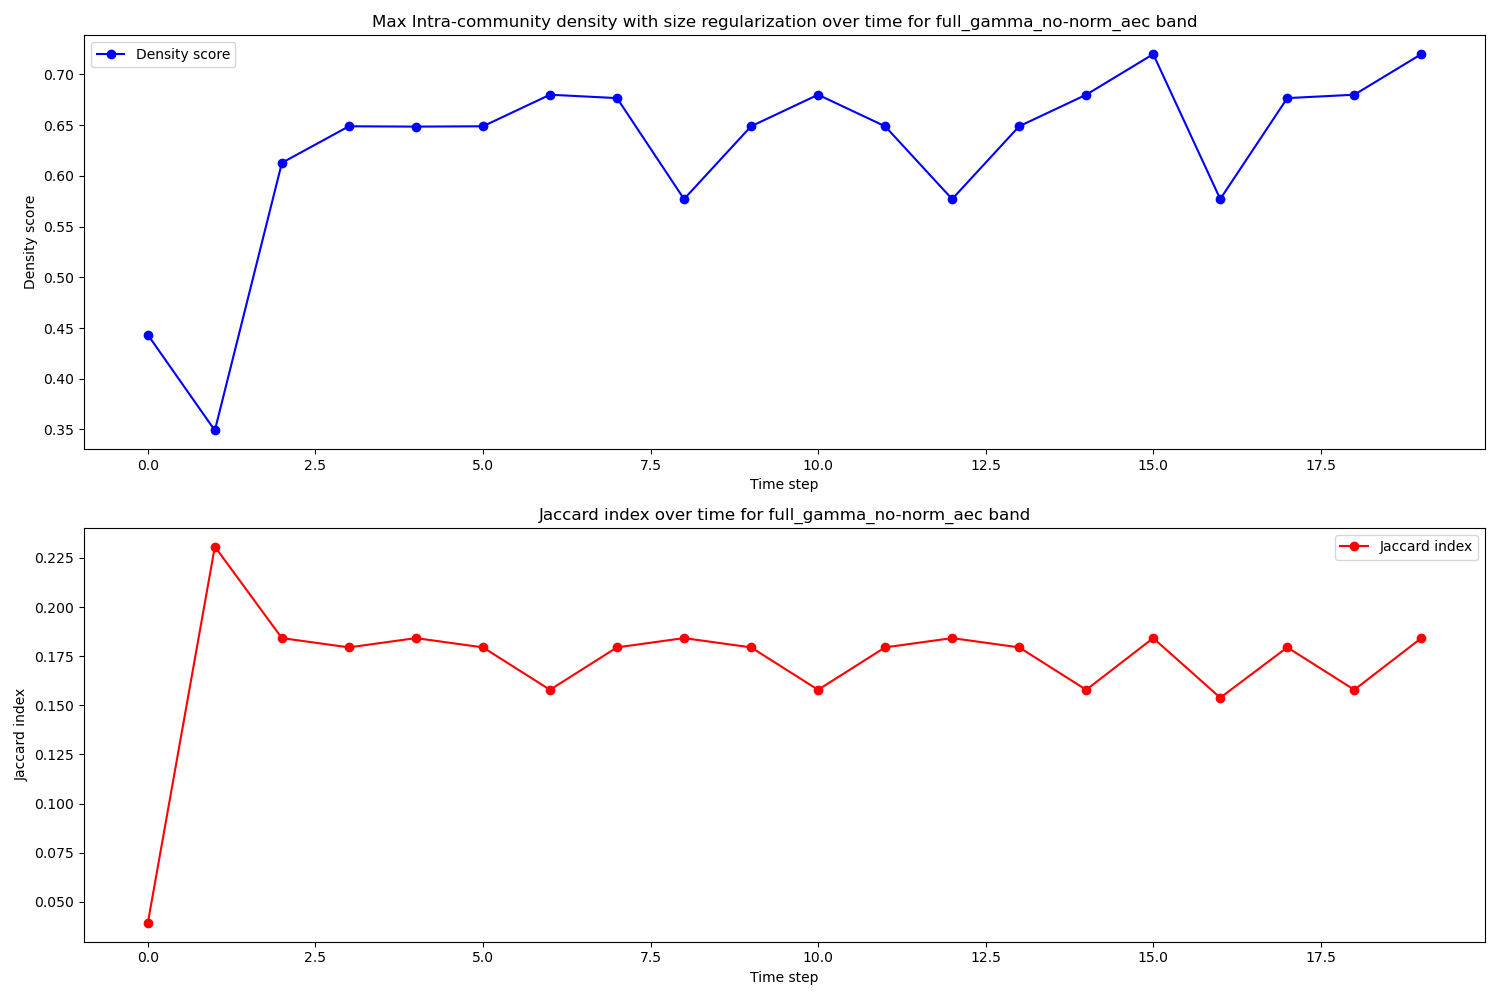 Max Intra-community density with size regularization over time for full_gamma_no-norm_aec band
Density score
0.70
0.65
0.60
0.55
0.50
0.45
0.40
0.35
Density score
0.0 2.5 5.0 7.5 10.0 12.5 15.0 17.5
Time step
Jaccard index over time for full_gamma_no-norm_aec band
Jaccard index
0.225
0.200
0.175
0.150
0.125
0.100
0.075
0.050
Jaccard index
0.0 2.5 5.0 7.5 10.0 12.5 15.0 17.5
Time step